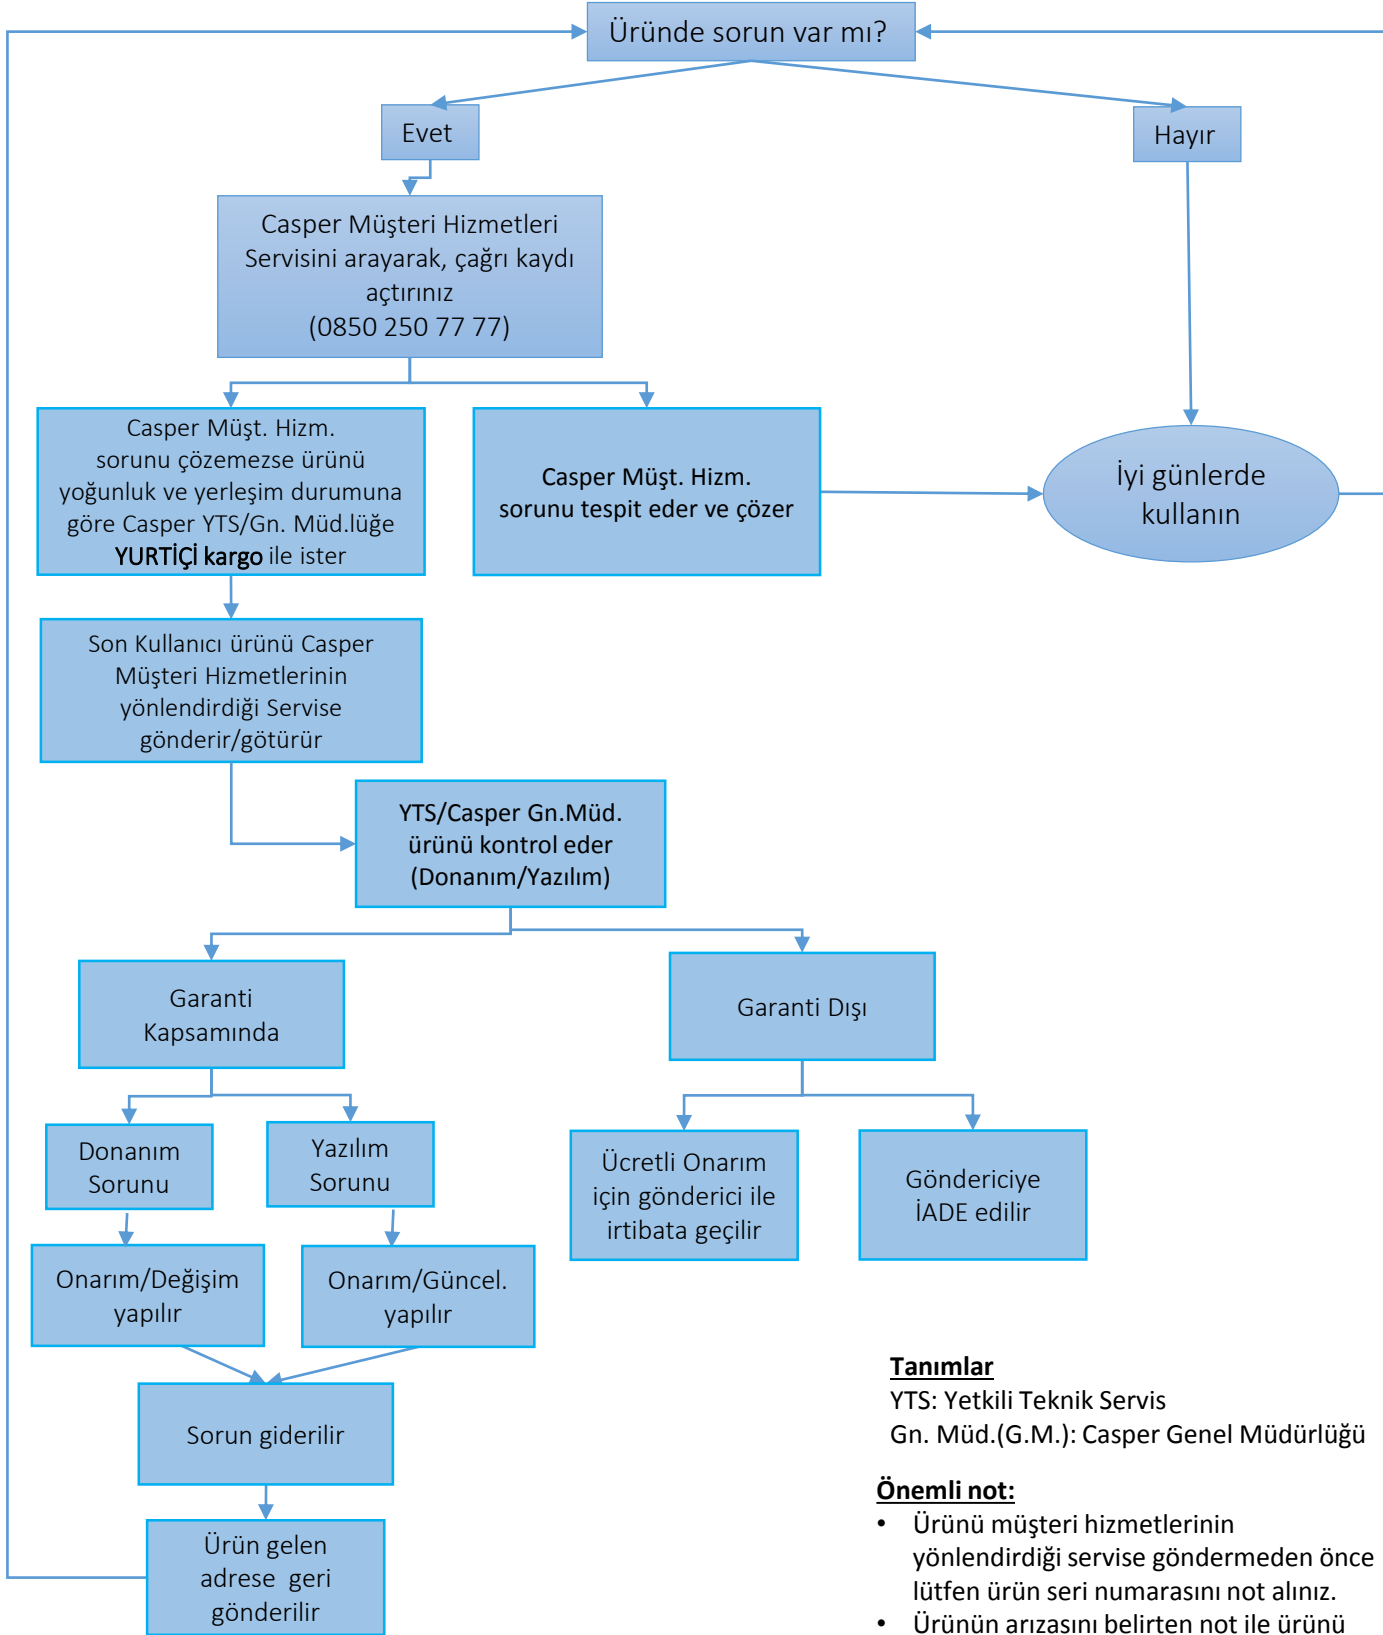 Üründe sorun var mı?
Evet
Hayır
Casper Müşteri Hizmetleri
Servisini arayarak, çağrı kaydı
açtırınız
(0850 250 77 77)
Casper Müşt. Hizm.
sorunu çözemezse ürünü
yoğunluk ve yerleşim durumuna
göre Casper YTS/Gn. Müd.lüğe
YURTİÇİ kargo ile ister
Casper Müşt. Hizm.
sorunu tespit eder ve çözer
İyi günlerde
kullanın
Son Kullanıcı ürünü Casper
Müşteri Hizmetlerinin
yönlendirdiği Servise
gönderir/götürür
YTS/Casper Gn.Müd.
ürünü kontrol eder
(Donanım/Yazılım)
Garanti
Kapsamında
Garanti Dışı
Donanım
Sorunu
Yazılım
Sorunu
Ücretli Onarım
için gönderici ile
irtibata geçilir
Göndericiye
İADE edilir
Onarım/Değişim
yapılır
Onarım/Güncel.
yapılır
Sorun giderilir
Ürün gelen
adrese  geri
gönderilir
Tanımlar
YTS: Yetkili Teknik Servis
Gn. Müd.(G.M.): Casper Genel Müdürlüğü
Önemli not:
• Ürünü müşteri hizmetlerinin
yönlendirdiği servise göndermeden önce
lütfen ürün seri numarasını not alınız.
• Ürünün arızasını belirten not ile ürünü